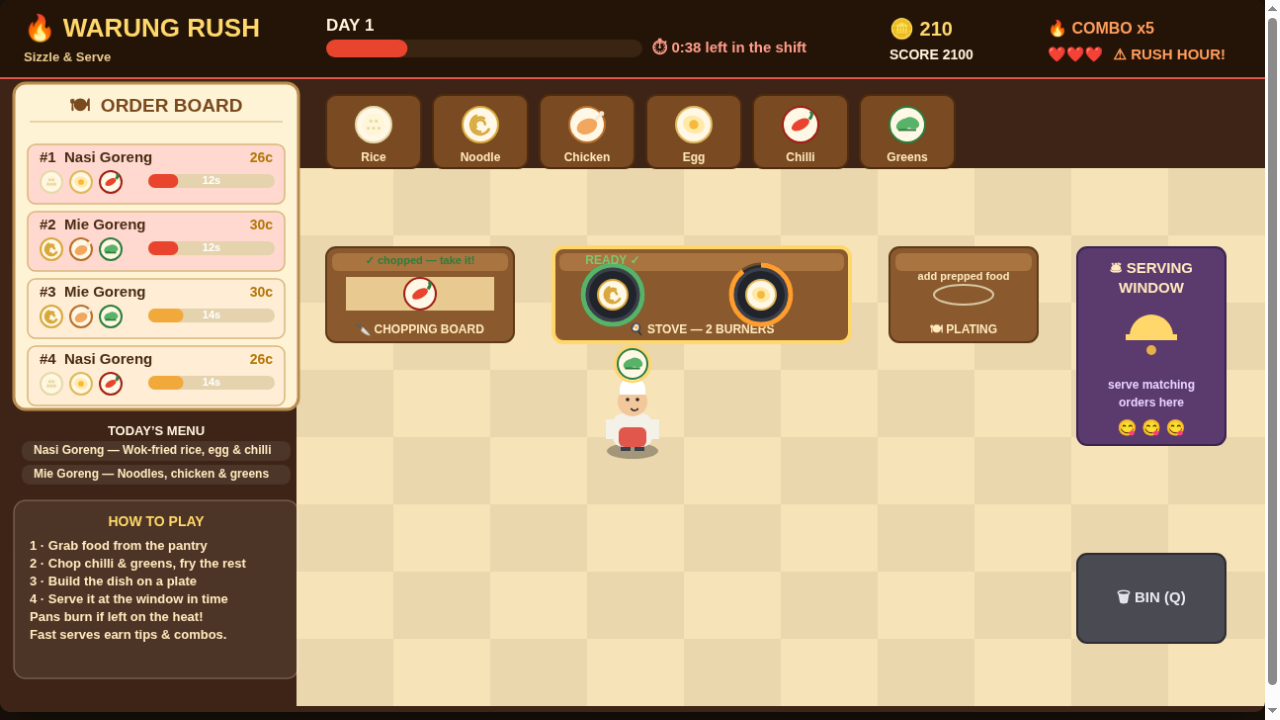 🔥 WARUNG RUSH
Sizzle & Serve
DAY 1
⏱ 0:38 left in the shift
🪙 210
SCORE 2100
🔥 COMBO x5
❤️❤️❤️ ⚠ RUSH HOUR!
🍽 ORDER BOARD
#1 Nasi Goreng 26c
12s
#2 Mie Goreng 30c
12s
#3 Mie Goreng 30c
14s
#4 Nasi Goreng 26c
14s
TODAY'S MENU
Nasi Goreng — Wok-fried rice, egg & chilli
Mie Goreng — Noodles, chicken & greens
HOW TO PLAY
1 · Grab food from the pantry
2 · Chop chilli & greens, fry the rest
3 · Build the dish on a plate
4 · Serve it at the window in time
Pans burn if left on the heat!
Fast serves earn tips & combos.
Rice
Noodle
Chicken
Egg
Chilli
Greens
✓ chopped — take it!
🔪 CHOPPING BOARD
READY ✓
🍳 STOVE — 2 BURNERS
add prepped food
🍽 PLATING
🛎 SERVING
WINDOW
serve matching
orders here
😋 😋 😋
🗑 BIN (Q)